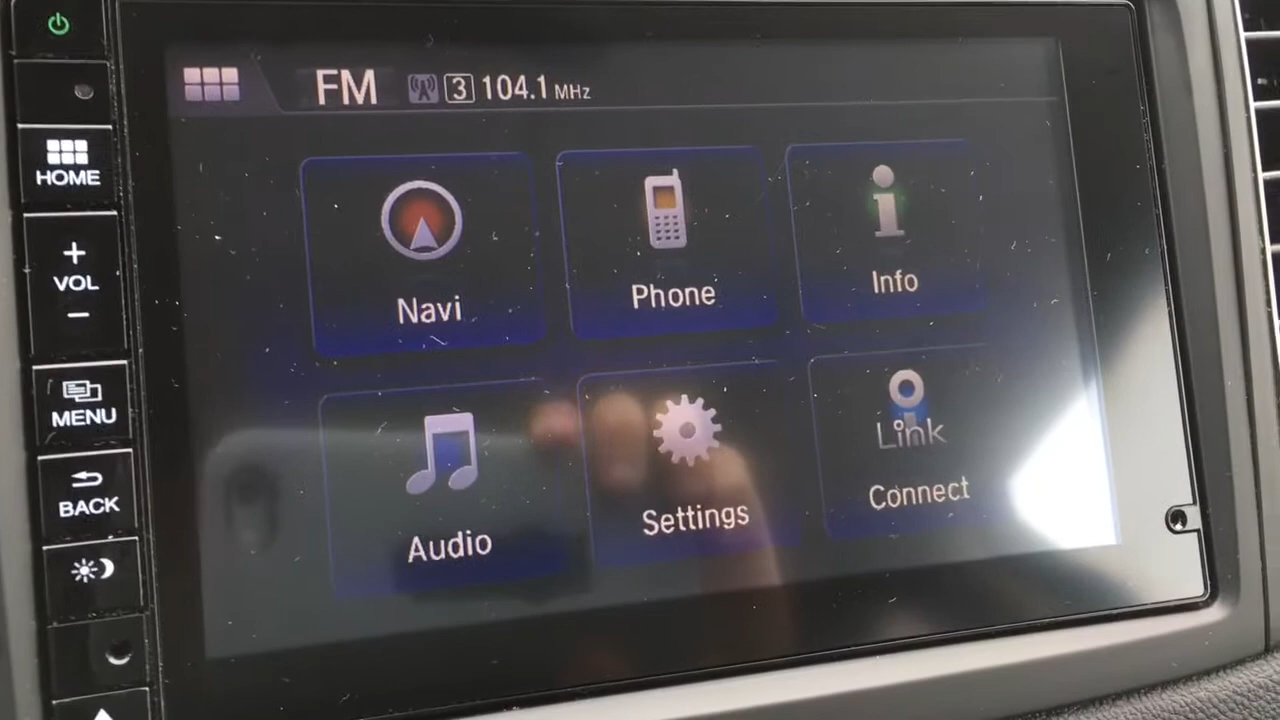 FM 3 104.1 MHz
HOME
+
VOL
−
MENU
BACK
Navi
Phone
Info
Audio
Settings
Link
Connect